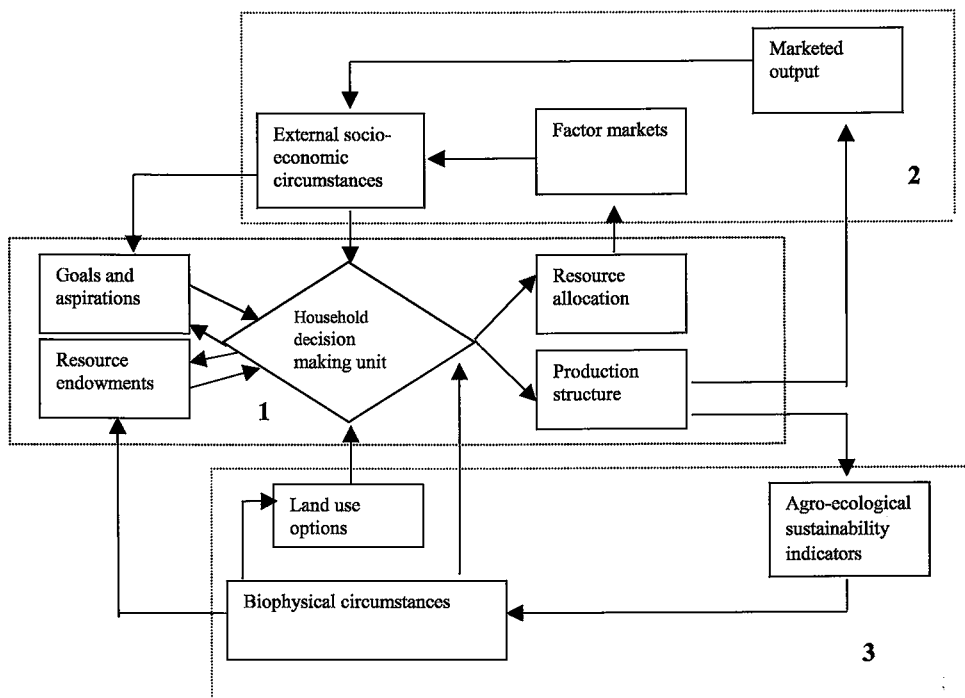 Marketed
output
External socio-
economic
circumstances
Factor markets
2
Goals and
aspirations
Household
decision
making unit
Resource
allocation
Resource
endowments
Production
structure
1
Land use
options
Agro-ecological
sustainability
indicators
Biophysical circumstances
3